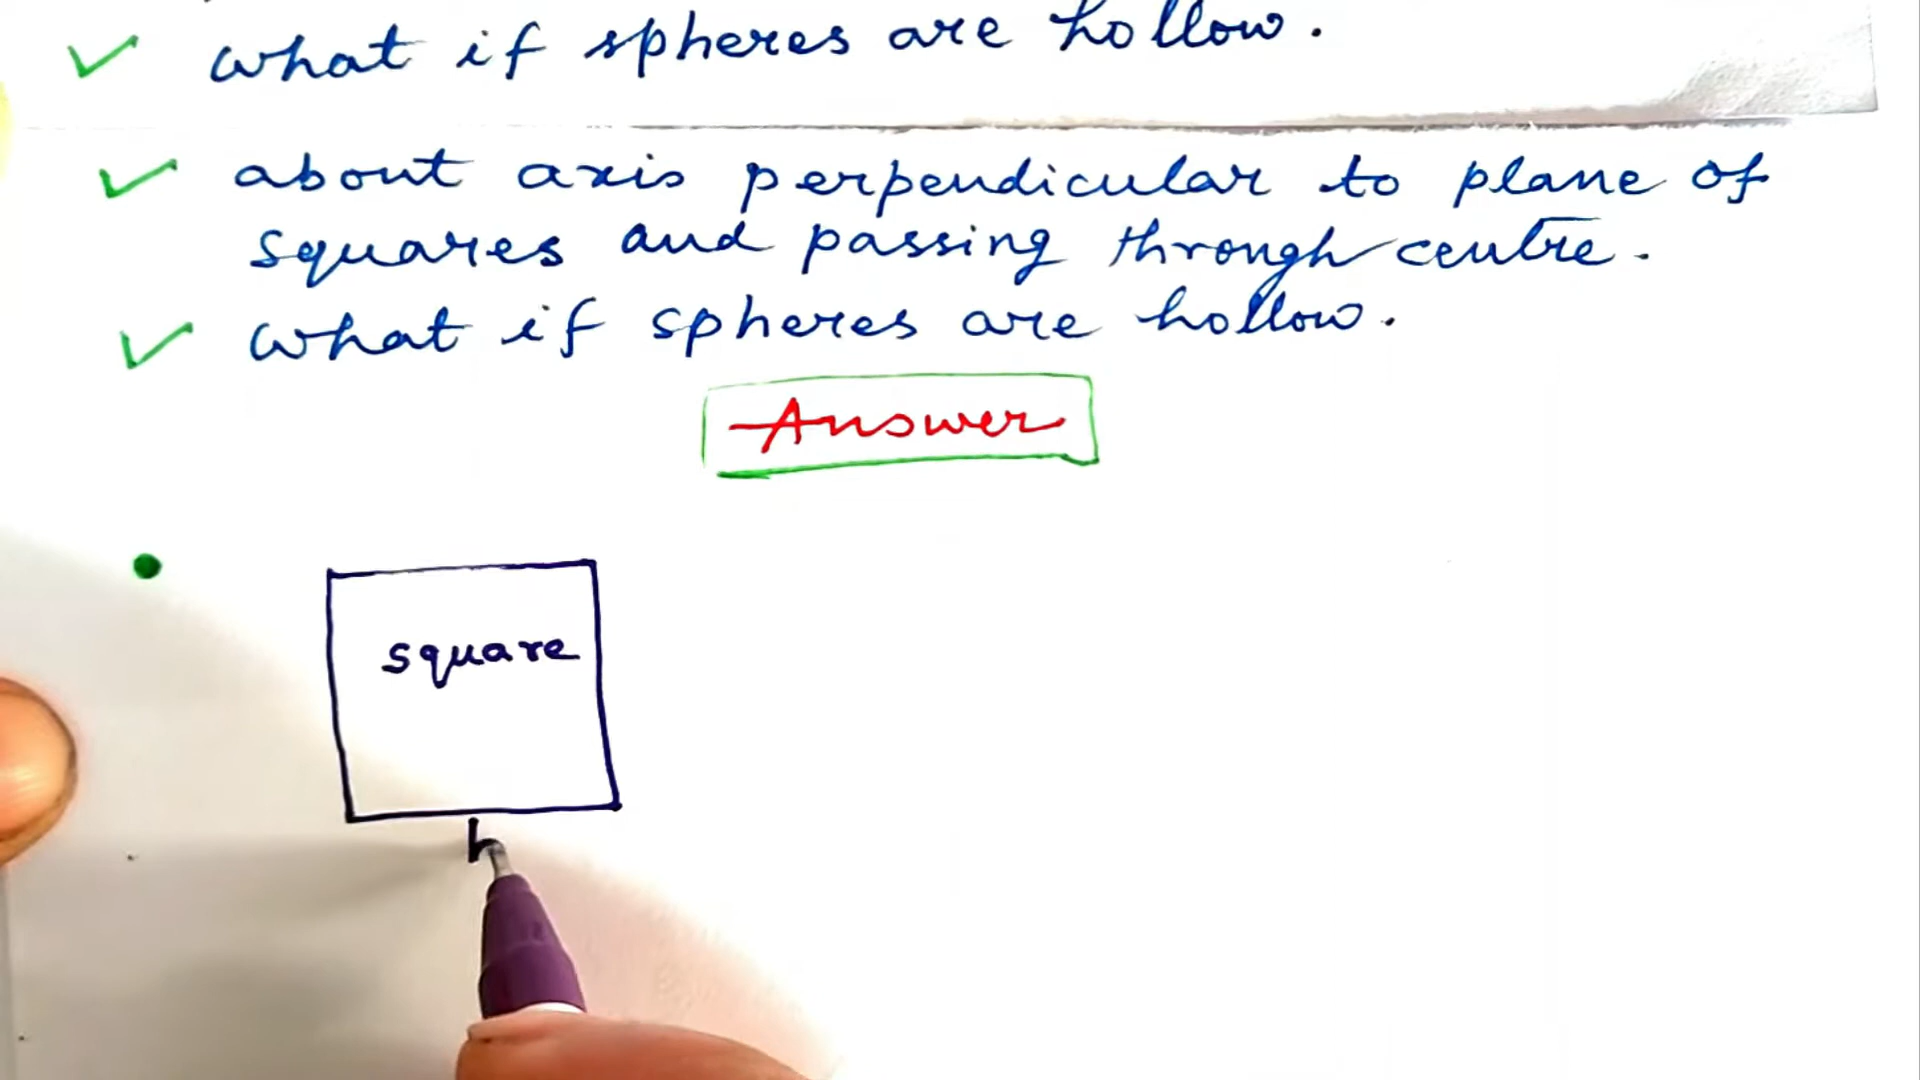 what if spheres are hollow.
about axis perpendicular to plane of
squares and passing through centre.
what if spheres are hollow.
Answer
square